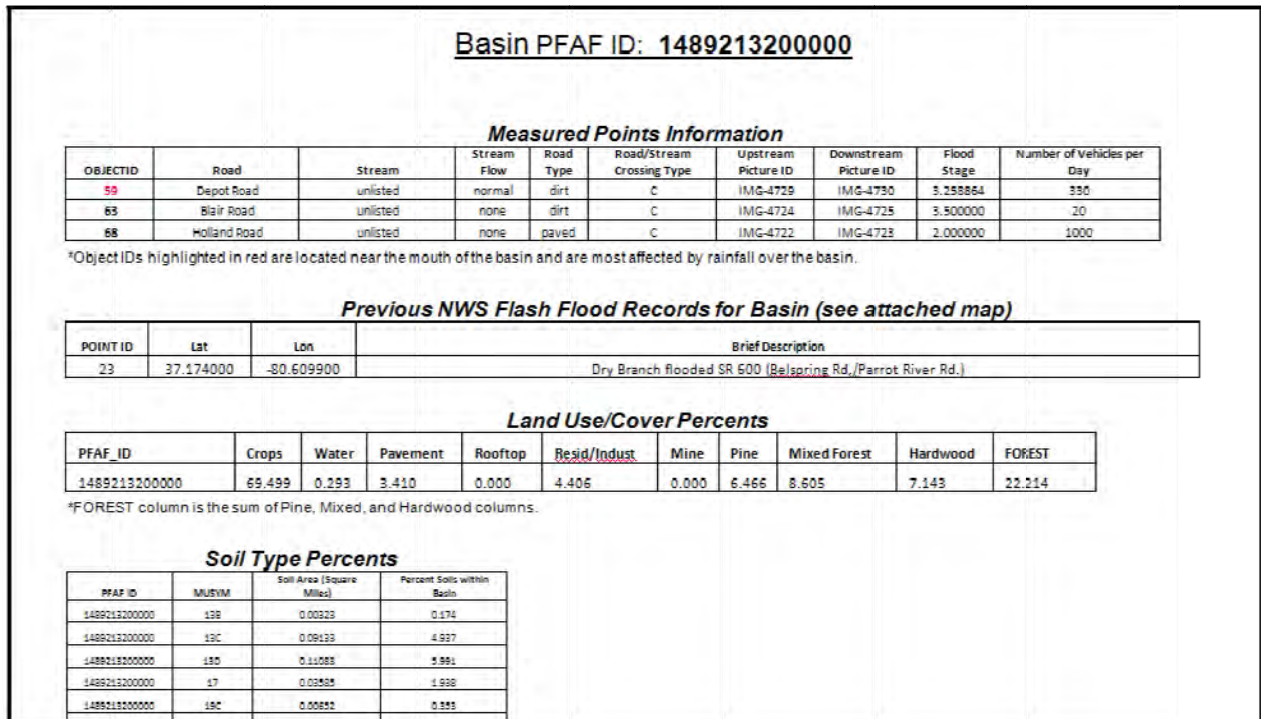 Basin PFAF ID: 1489213200000
Measured Points Information
OBJECTID Road Stream Stream Flow Road Type Road/Stream Crossing Type Upstream Picture ID Downstream Picture ID Flood Stage Number of Vehicles per Day
59 Depot Road unlisted normal dirt C IMG-4729 IMG-4730 3.258864 330
63 Blair Road unlisted none dirt C IMG-4724 IMG-4725 3.500000 20
68 Holland Road unlisted none paved C IMG-4722 IMG-4723 2.000000 1000
*Object IDs highlighted in red are located near the mouth of the basin and are most affected by rainfall over the basin.
Previous NWS Flash Flood Records for Basin (see attached map)
POINT ID Lat Lon Brief Description
23 37.174000 -80.609900 Dry Branch flooded SR 600 (Belspring Rd,/Parrot River Rd.)
Land Use/Cover Percents
PFAF_ID Crops Water Pavement Rooftop Resid/Indust Mine Pine Mixed Forest Hardwood FOREST
1489213200000 69.499 0.293 3.410 0.000 4.406 0.000 6.466 8.605 7.143 22.214
*FOREST column is the sum of Pine, Mixed, and Hardwood columns.
Soil Type Percents
PFAF ID MUSYM Soil Area (Square Miles) Percent Soils within Basin
1489213200000 13B 0.00323 0.174
1489213200000 13C 0.09133 4.937
1489213200000 13D 0.11083 5.991
1489213200000 17 0.03585 1.938
1489213200000 19C 0.00652 0.353